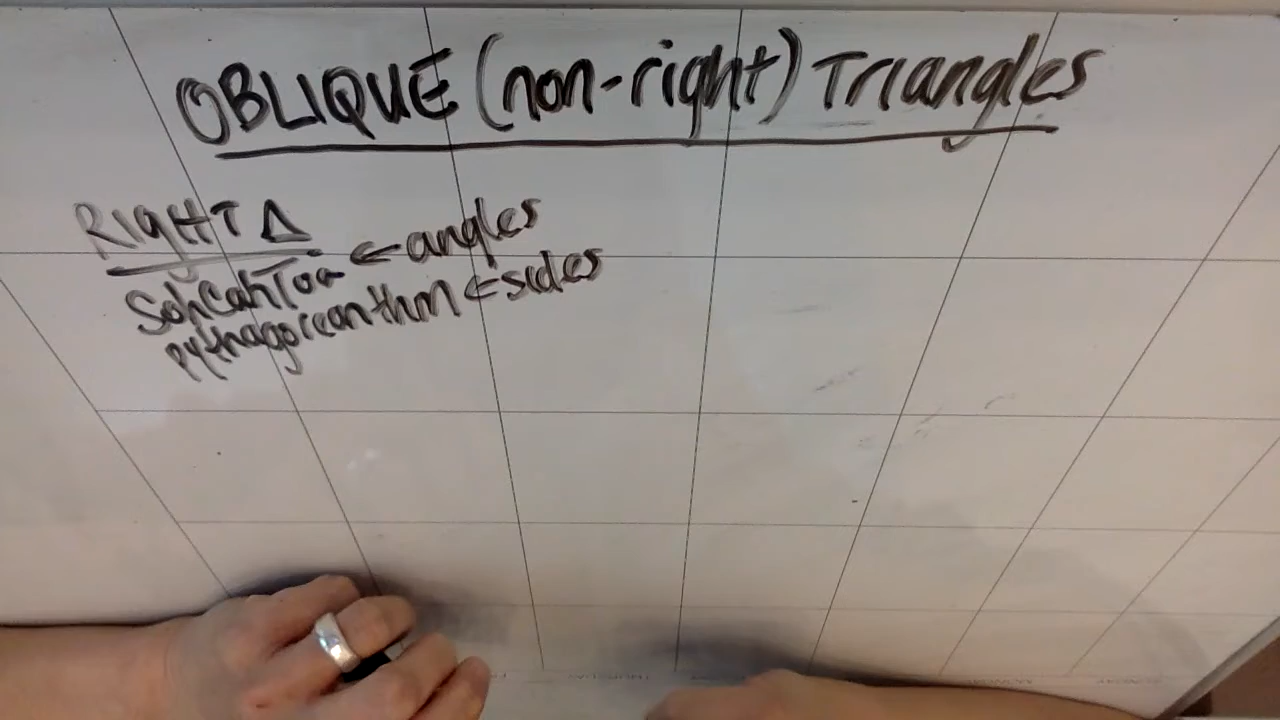 OBLIQUE (non-right) Triangles
RigHT Δ
SohCahToa ← angles
pythagorean thm ← sides